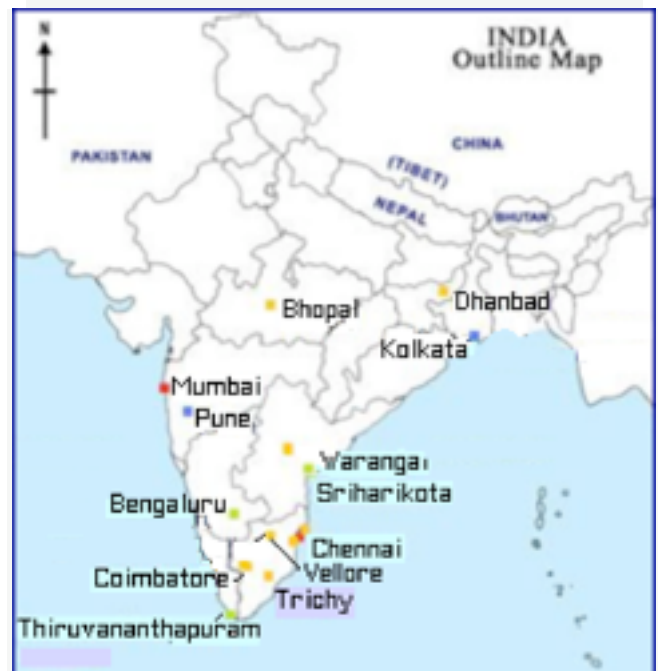 N
INDIA
Outline Map
PAKISTAN
CHINA
(TIBET)
NEPAL
BHUTAN
Bhopal
Dhanbad
Kolkata
Mumbai
Pune
Warangai
Sriharikota
Bengaluru
Chennai
Vellore
Coimbatore
Trichy
Thiruvananthapuram